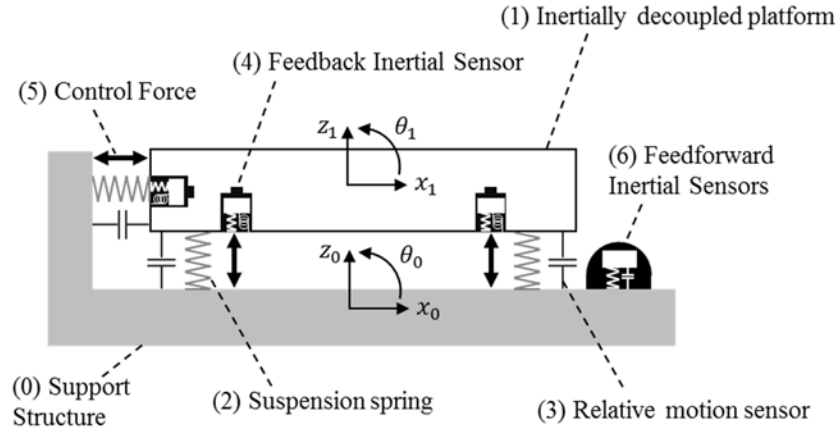 (1) Inertially decoupled platform
(4) Feedback Inertial Sensor
(5) Control Force
z₁
θ₁
x₁
(6) Feedforward
Inertial Sensors
z₀
θ₀
x₀
(0) Support
Structure
(2) Suspension spring
(3) Relative motion sensor